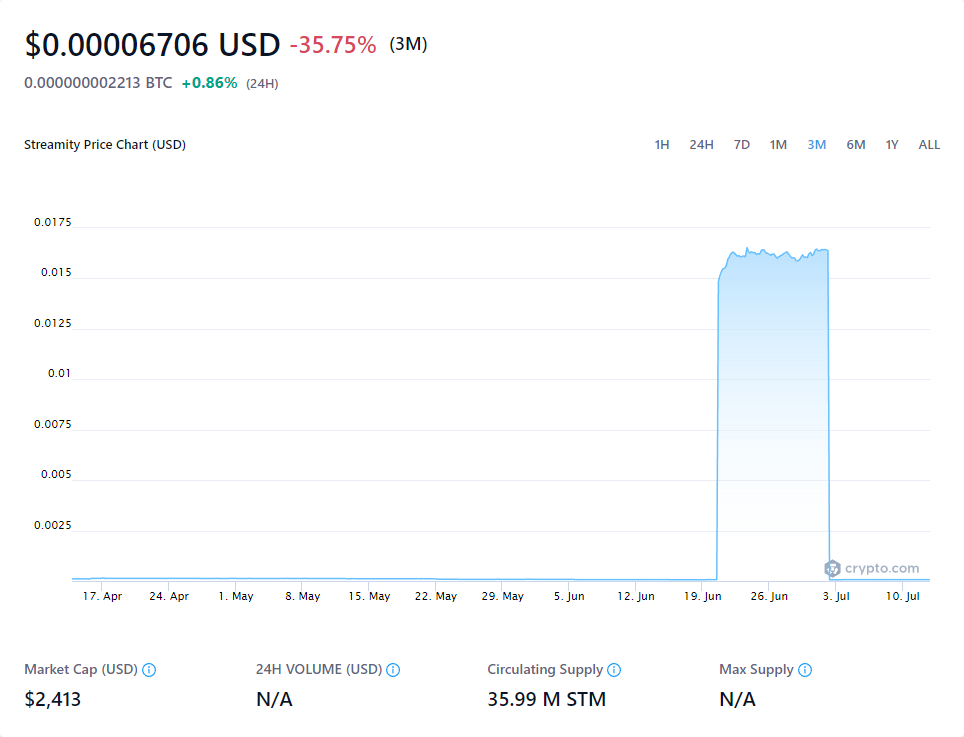 $0.00006706 USD -35.75% (3M)
0.000000002213 BTC +0.86% (24H)
Streamity Price Chart (USD) 1H 24H 7D 1M 3M 6M 1Y ALL
0.0175
0.015
0.0125
0.01
0.0075
0.005
0.0025
crypto.com
17. Apr 24. Apr 1. May 8. May 15. May 22. May 29. May 5. Jun 12. Jun 19. Jun 26. Jun 3. Jul 10. Jul
Market Cap (USD) 24H VOLUME (USD) Circulating Supply Max Supply
$2,413 N/A 35.99 M STM N/A